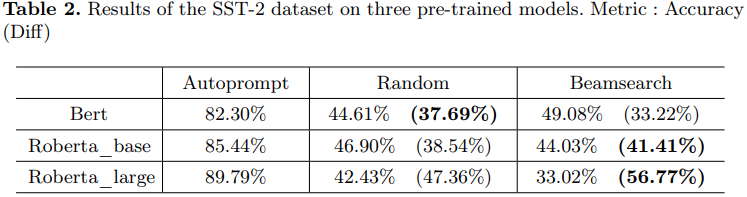 Table 2. Results of the SST-2 dataset on three pre-trained models. Metric : Accuracy
(Diff)
Autoprompt Random Beamsearch
Bert 82.30% 44.61% (37.69%) 49.08% (33.22%)
Roberta_base 85.44% 46.90% (38.54%) 44.03% (41.41%)
Roberta_large 89.79% 42.43% (47.36%) 33.02% (56.77%)